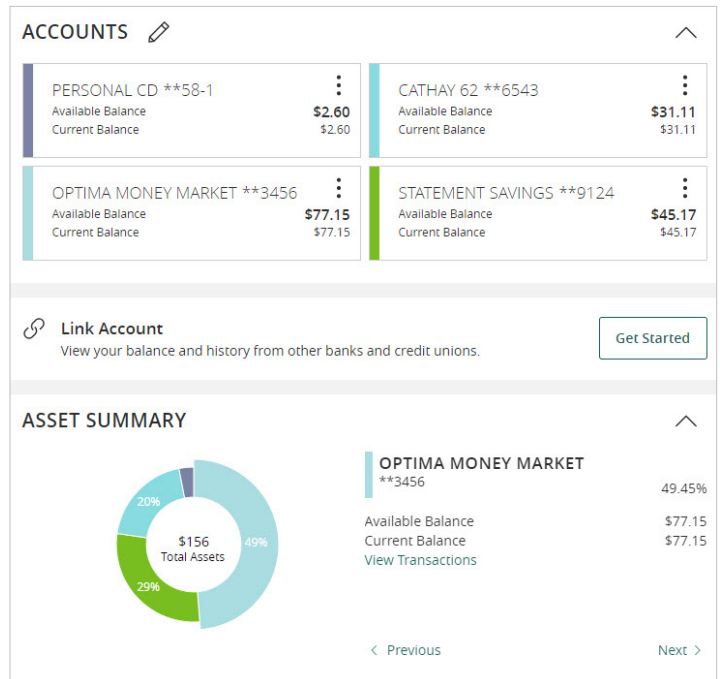 ACCOUNTS
PERSONAL CD **58-1
Available Balance $2.60
Current Balance $2.60
CATHAY 62 **6543
Available Balance $31.11
Current Balance $31.11
OPTIMA MONEY MARKET **3456
Available Balance $77.15
Current Balance $77.15
STATEMENT SAVINGS **9124
Available Balance $45.17
Current Balance $45.17
Link Account
View your balance and history from other banks and credit unions.
Get Started
ASSET SUMMARY
20%
49%
29%
$156
Total Assets
OPTIMA MONEY MARKET
**3456
49.45%
Available Balance $77.15
Current Balance $77.15
View Transactions
< Previous
Next >